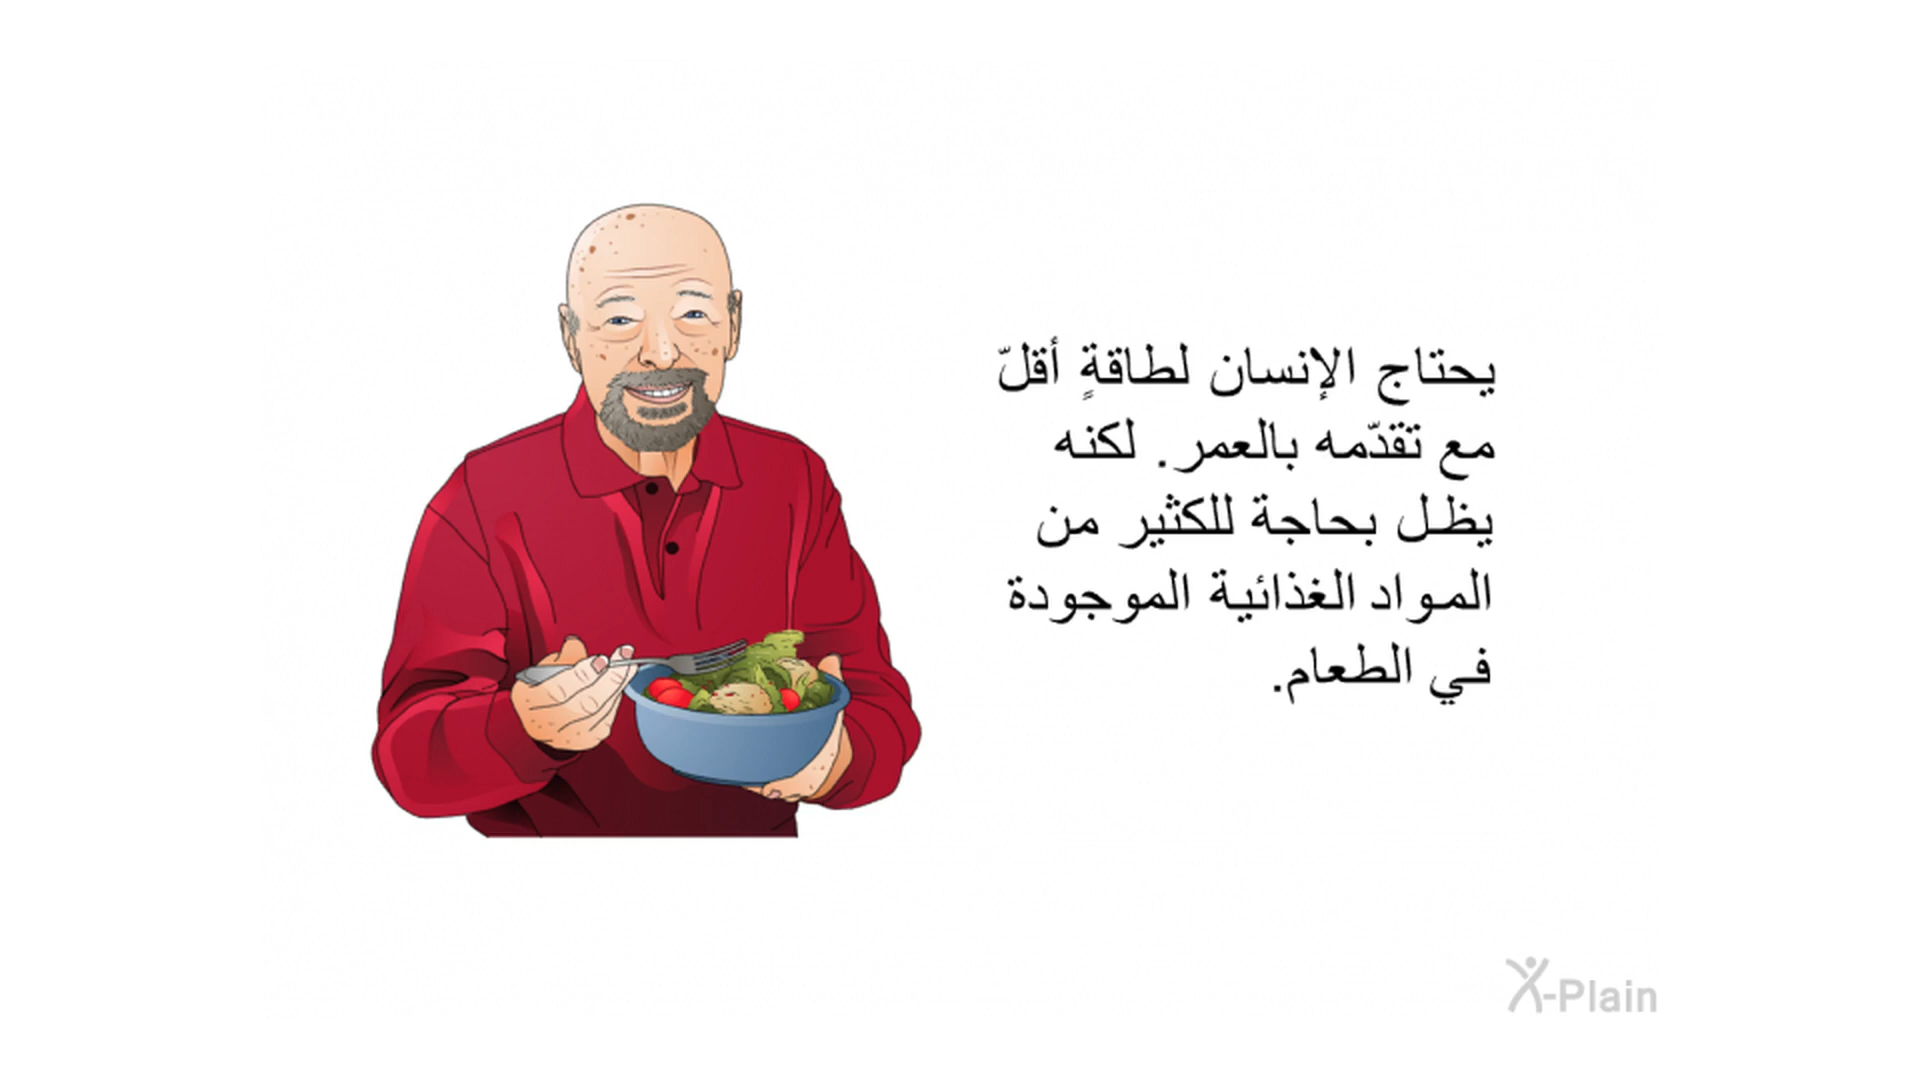 يحتاج الإنسان لطاقةٍ أقلّ
مع تقدّمه بالعمر. لكنه
يظل بحاجة للكثير من
المواد الغذائية الموجودة
في الطعام.
X-Plain